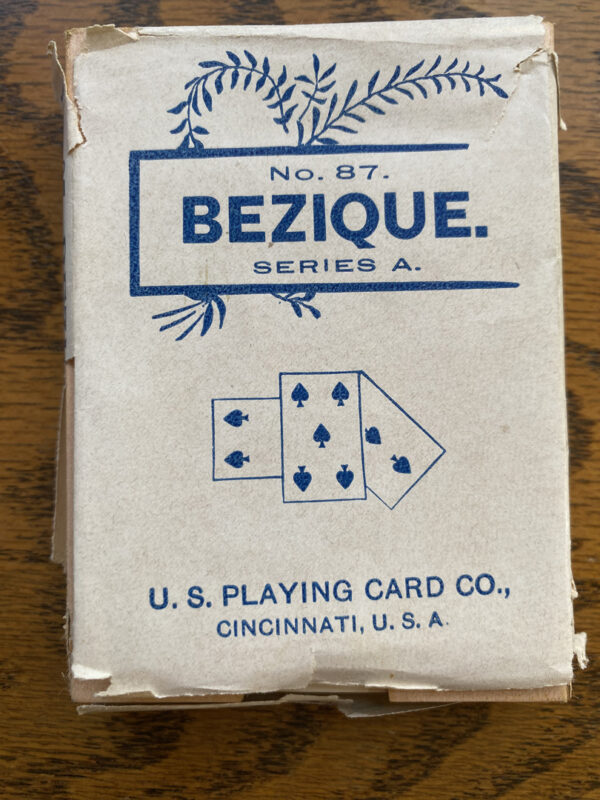 No. 87.
BEZIQUE.
SERIES A.
U. S. PLAYING CARD CO.,
CINCINNATI, U. S. A.